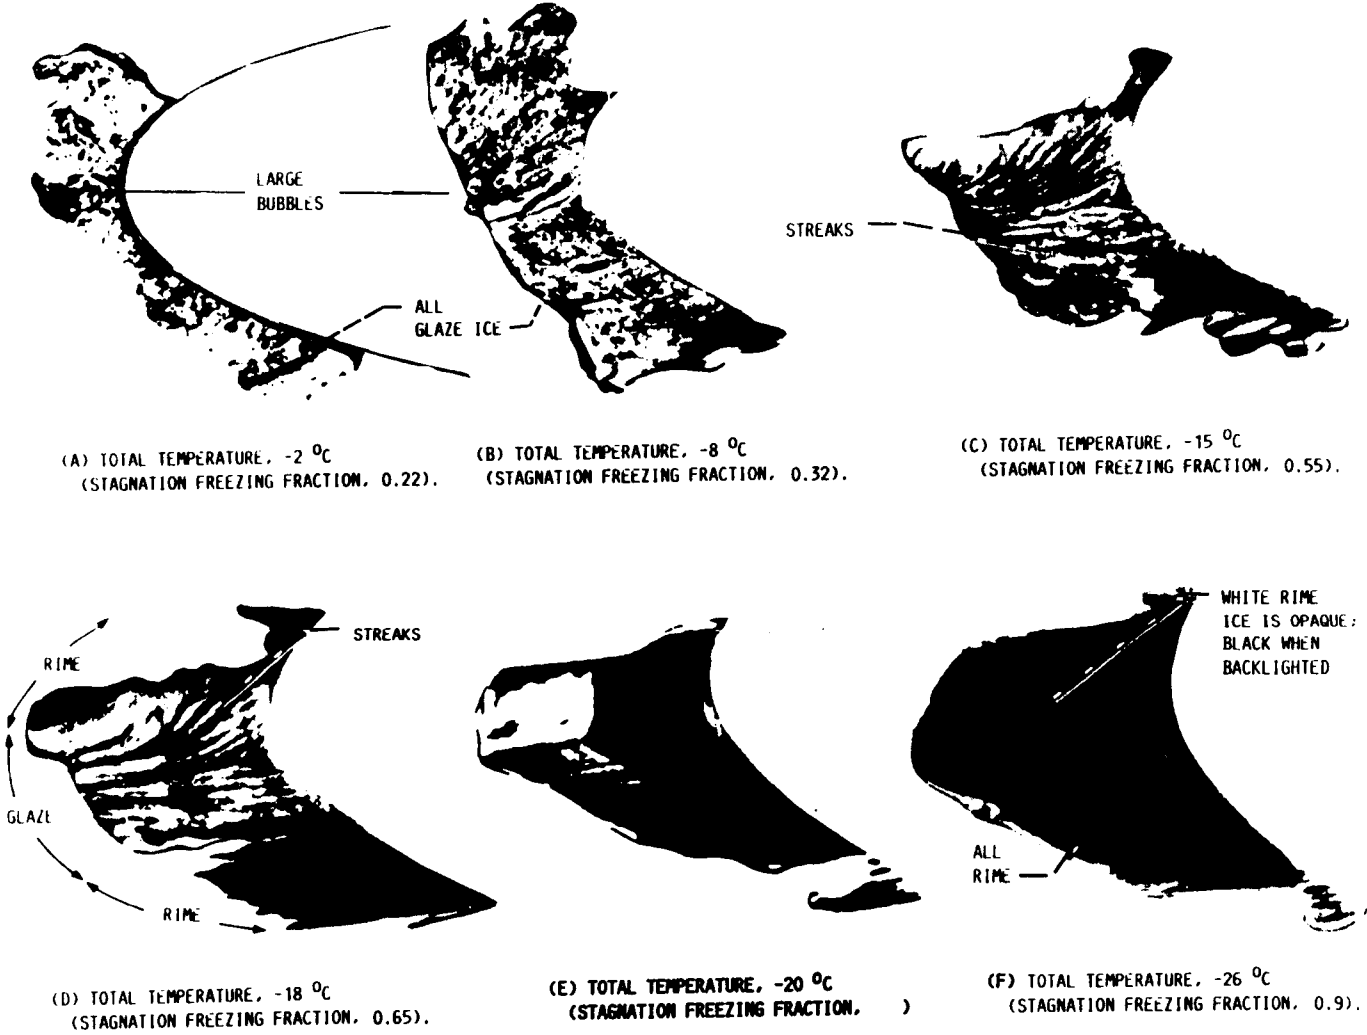 LARGE
BUBBLES
ALL
GLAZE ICE
STREAKS
(A) TOTAL TEMPERATURE, -2 °C
(STAGNATION FREEZING FRACTION, 0.22).
(B) TOTAL TEMPERATURE, -8 °C
(STAGNATION FREEZING FRACTION, 0.32).
(C) TOTAL TEMPERATURE, -15 °C
(STAGNATION FREEZING FRACTION, 0.55).
RIME
GLAZE
RIME
STREAKS
WHITE RIME
ICE IS OPAQUE;
BLACK WHEN
BACKLIGHTED
ALL
RIME
(D) TOTAL TEMPERATURE, -18 °C
(STAGNATION FREEZING FRACTION, 0.65).
(E) TOTAL TEMPERATURE, -20 °C
(STAGNATION FREEZING FRACTION, )
(F) TOTAL TEMPERATURE, -26 °C
(STAGNATION FREEZING FRACTION, 0.9).